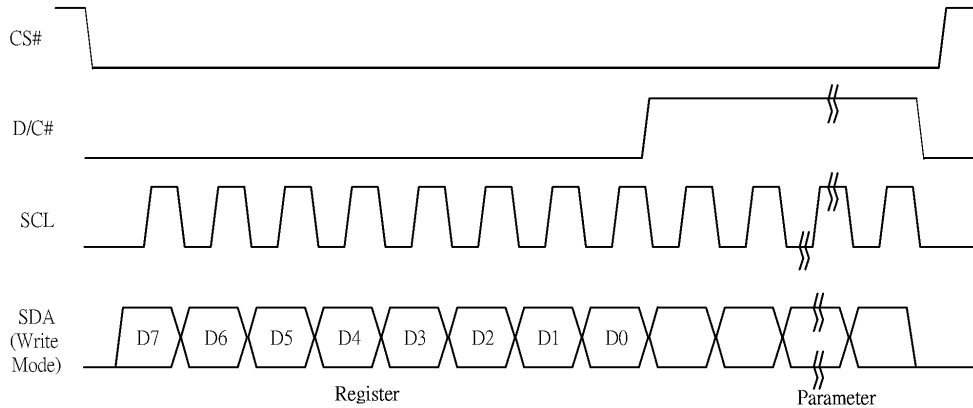 CS#
D/C#
SCL
SDA
(Write
Mode)
D7 D6 D5 D4 D3 D2 D1 D0
Register
Parameter